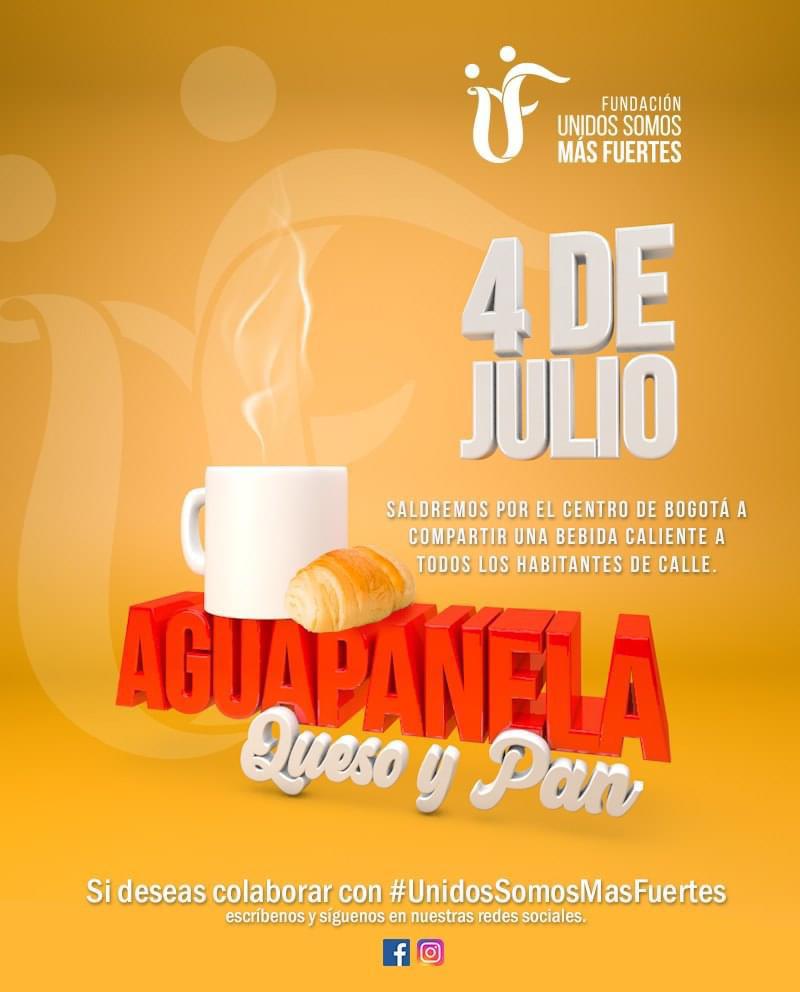 FUNDACIÓN
UNIDOS SOMOS
MÁS FUERTES
4 DE
JULIO
SALDREMOS POR EL CENTRO DE BOGOTÁ A
COMPARTIR UNA BEBIDA CALIENTE A
TODOS LOS HABITANTES DE CALLE.
AGUAPANELA
Queso y Pan
Si deseas colaborar con #UnidosSomosMasFuertes
escríbenos y síguenos en nuestras redes sociales.